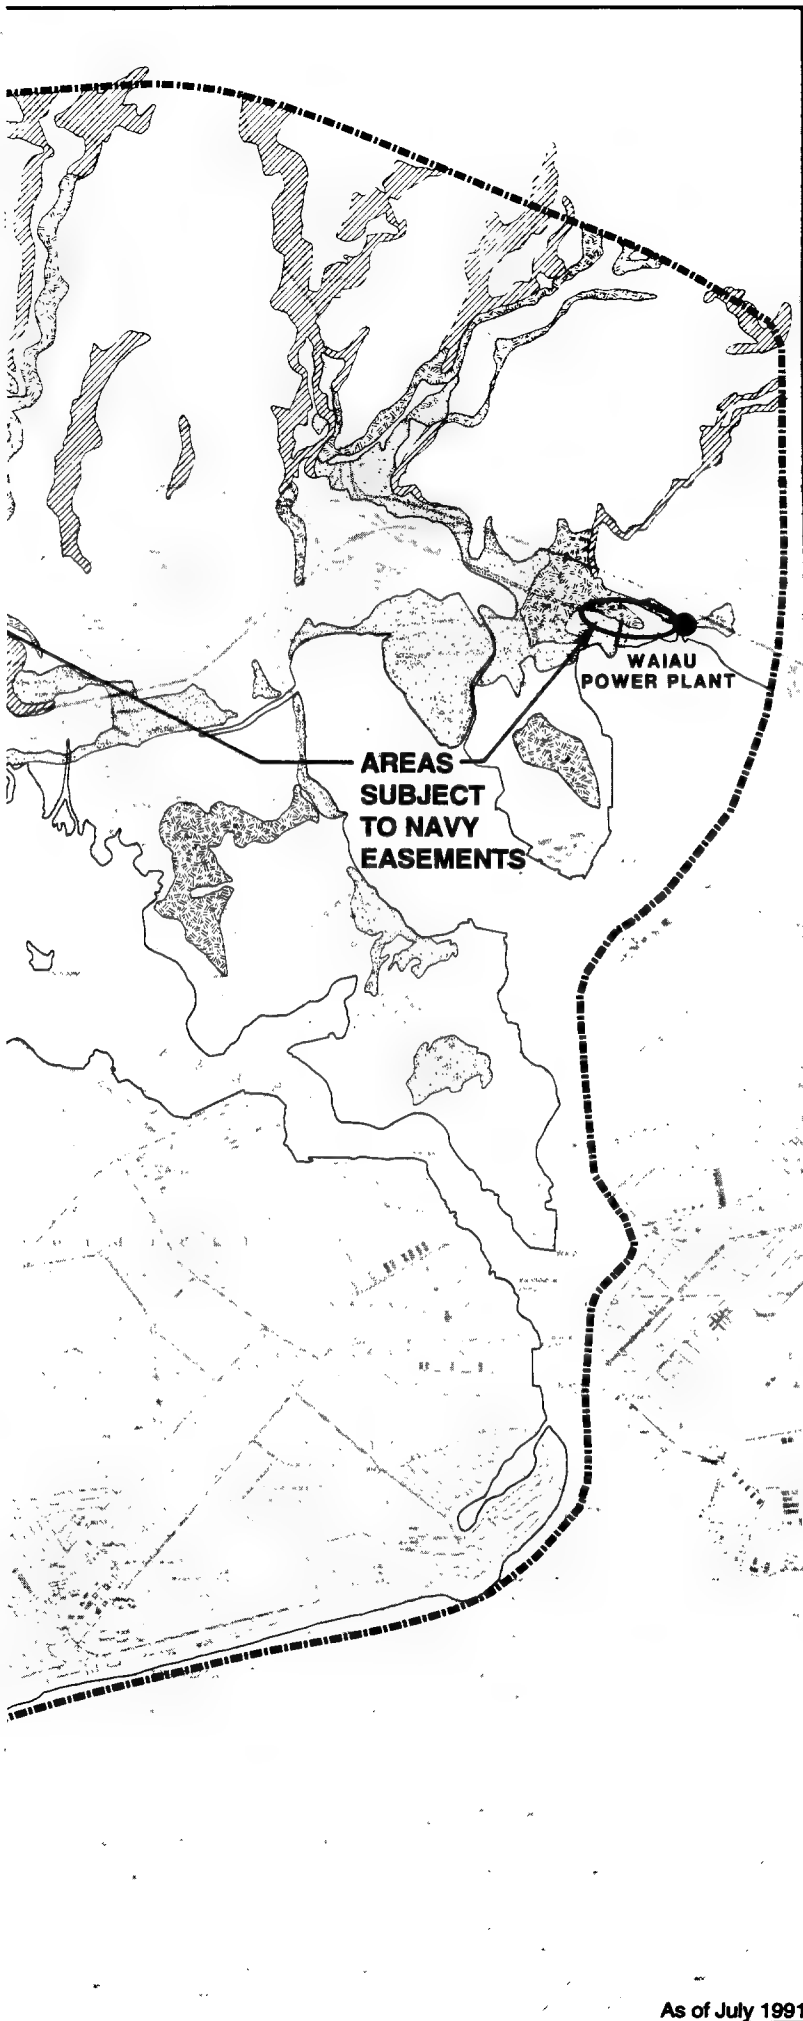 WAIAU
POWER PLANT
AREAS
SUBJECT
TO NAVY
EASEMENTS
As of July 1991